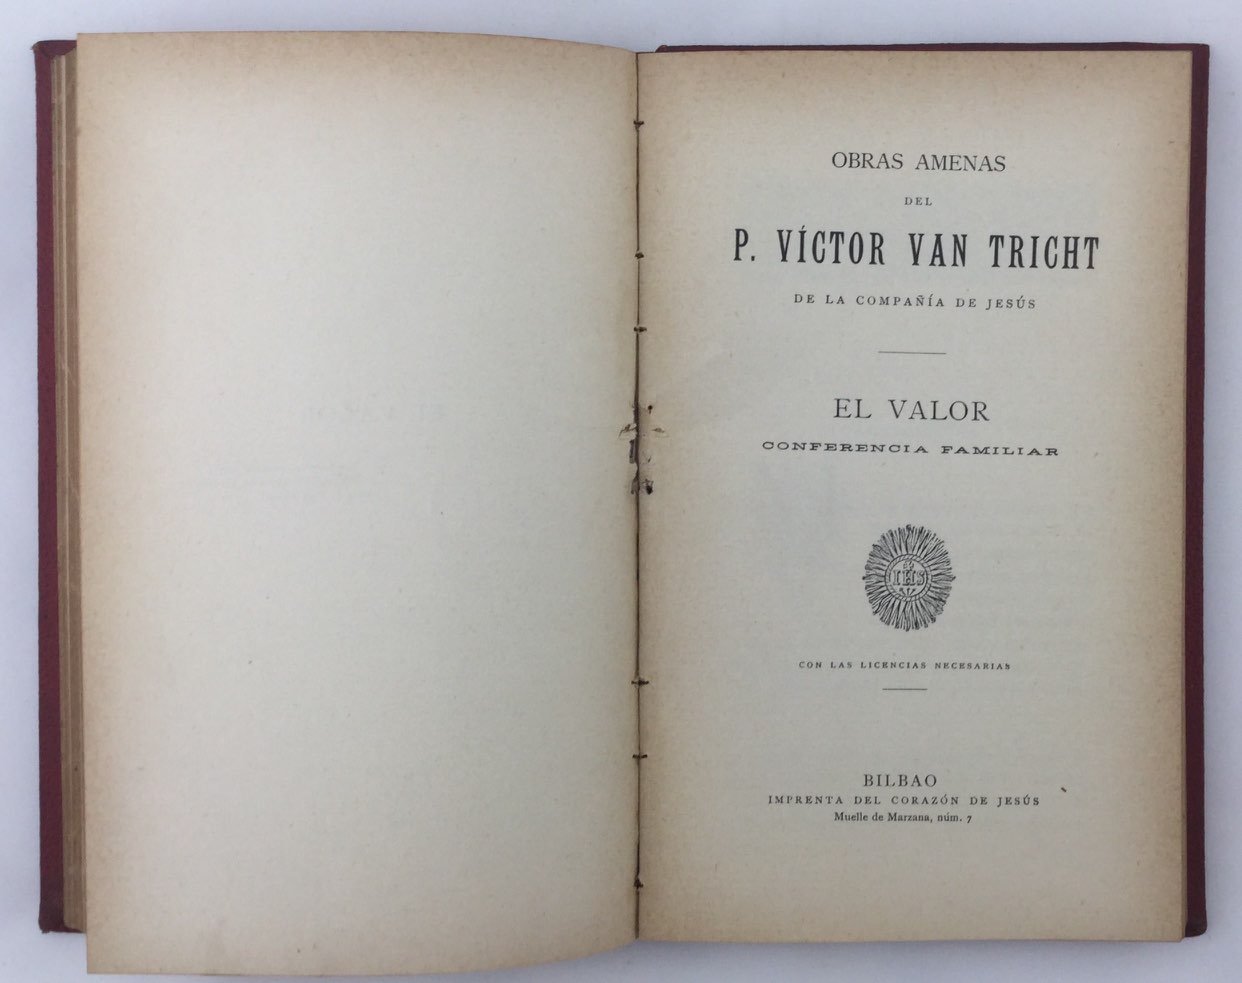 OBRAS AMENAS
DEL
P. VÍCTOR VAN TRICHT
DE LA COMPAÑÍA DE JESÚS
EL VALOR
CONFERENCIA FAMILIAR
IHS
CON LAS LICENCIAS NECESARIAS
BILBAO
IMPRENTA DEL CORAZÓN DE JESÚS
Muelle de Marzana, núm. 7